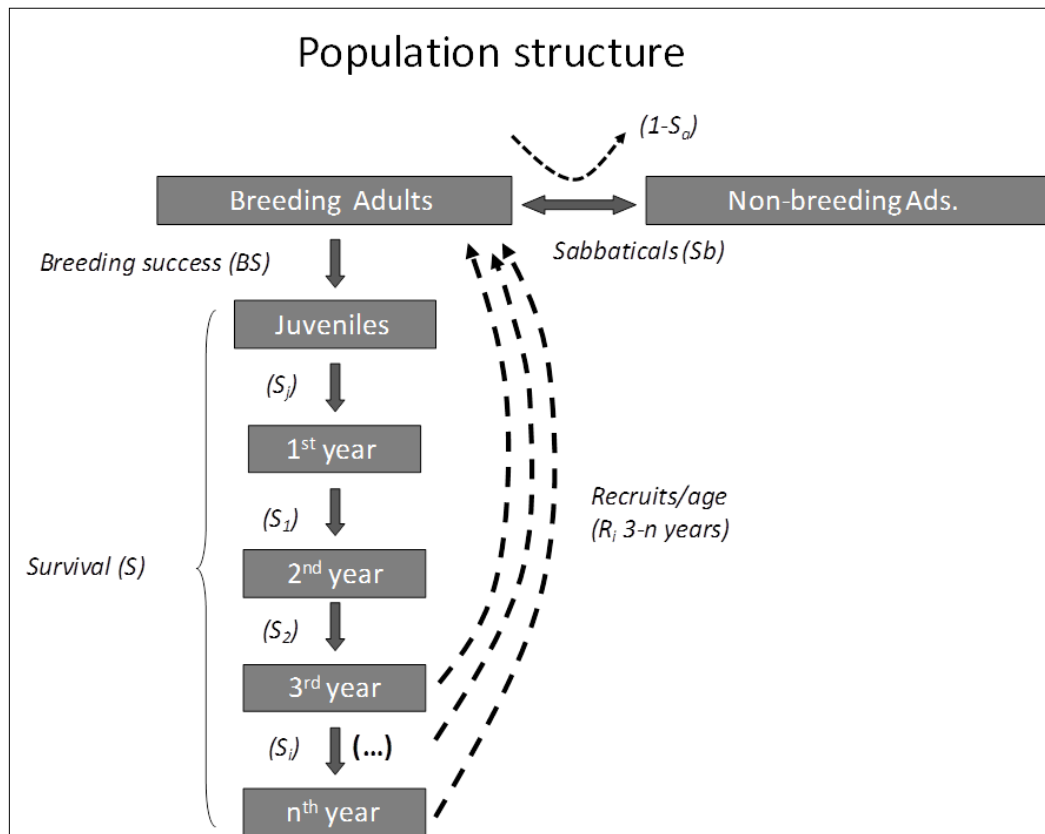 Population structure
(1-Sₐ)
Breeding Adults
Non-breeding Ads.
Breeding success (BS)
Sabbaticals (Sb)
Juveniles
(Sⱼ)
1st year
(S₁)
Recruits/age
(Rᵢ 3-n years)
Survival (S)
2nd year
(S₂)
3rd year
(Sᵢ)
(...)
nth year